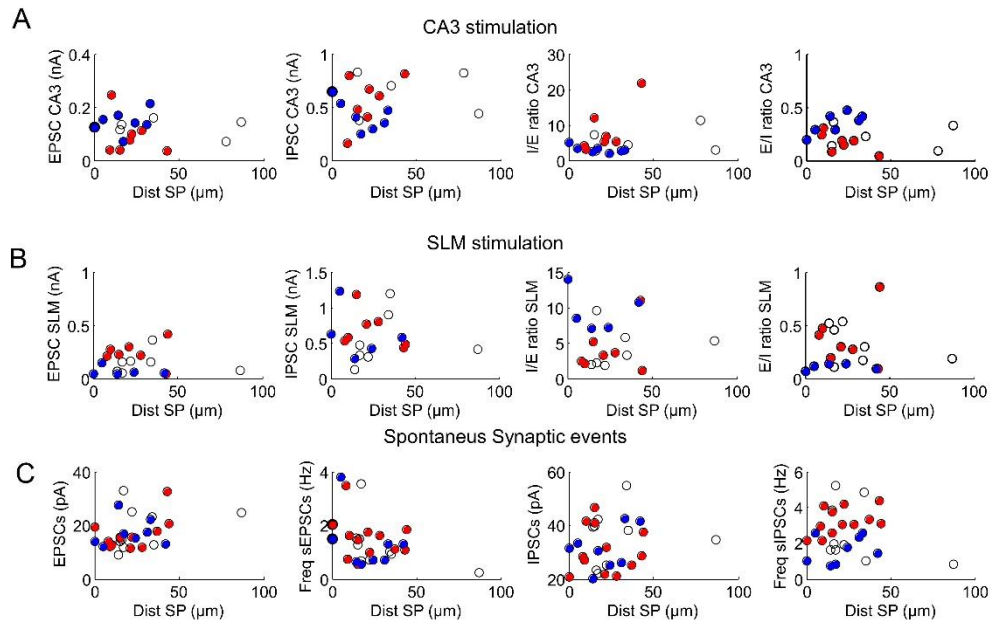 A
CA3 stimulation
EPSC CA3 (nA)
0.4
0.2
0
0 50 100
Dist SP (µm)
IPSC CA3 (nA)
1
0.5
0
0 50 100
Dist SP (µm)
I/E ratio CA3
30
20
10
0
0 50 100
Dist SP (µm)
E/I ratio CA3
1
0.5
0
0 50 100
Dist SP (µm)
B
SLM stimulation
EPSC SLM (nA)
1
0.5
0
0 50 100
Dist SP (µm)
IPSC SLM (nA)
1.5
1
0.5
0
0 50 100
Dist SP (µm)
I/E ratio SLM
15
10
5
0
0 50 100
Dist SP (µm)
E/I ratio SLM
1
0.5
0
0 50 100
Dist SP (µm)
C
Spontaneus Synaptic events
EPSCs (pA)
40
20
0
0 50 100
Dist SP (µm)
Freq sEPSCs (Hz)
4
2
0
0 50 100
Dist SP (µm)
IPSCs (pA)
60
40
20
0 50 100
Dist SP (µm)
Freq sIPSCs (Hz)
6
4
2
0
0 50 100
Dist SP (µm)